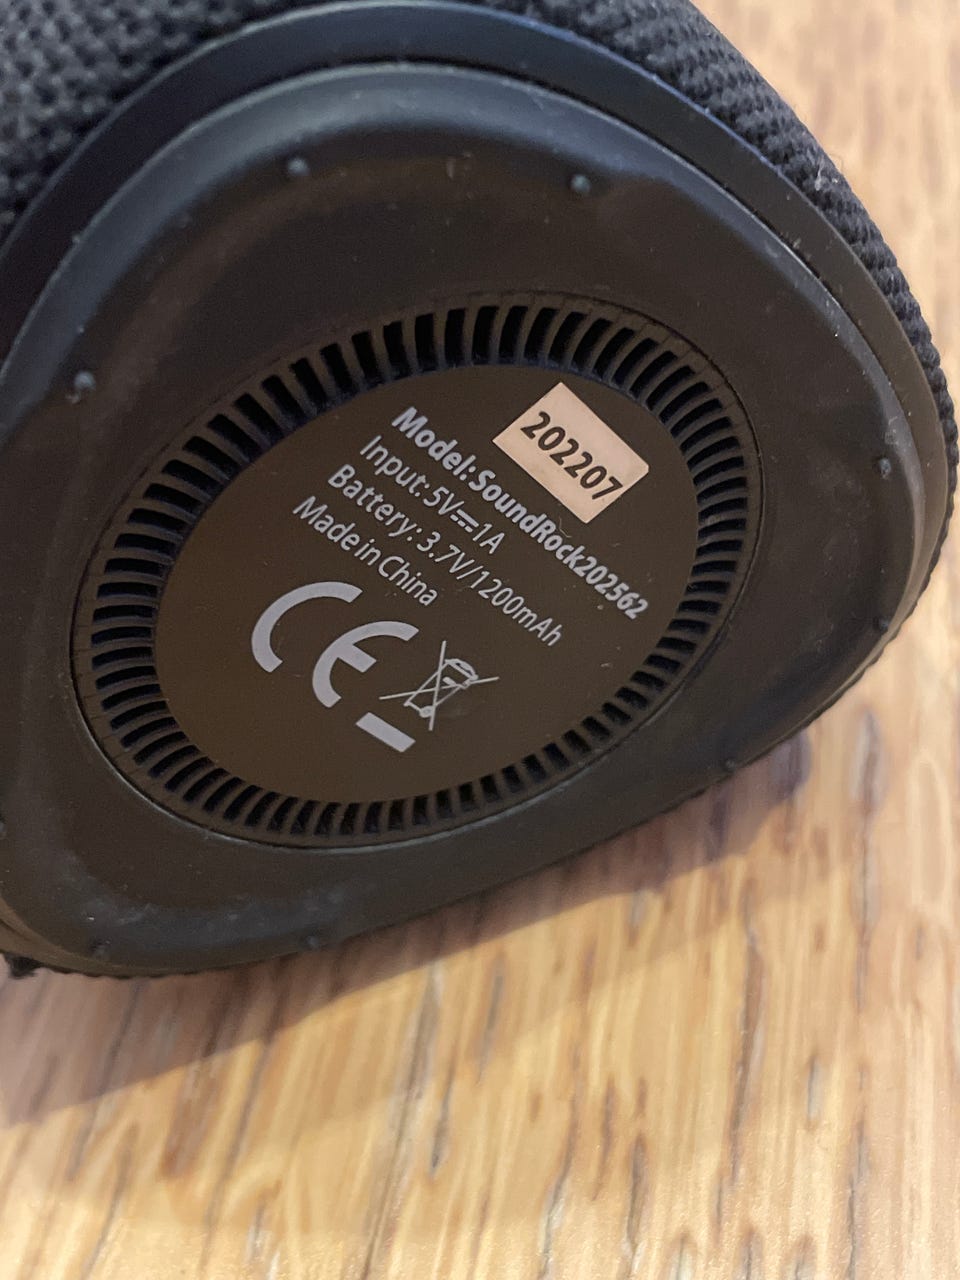 202207
Model:SoundRock202562
Input:5V⎓1A
Battery: 3.7V/1200mAh
Made in China
CE